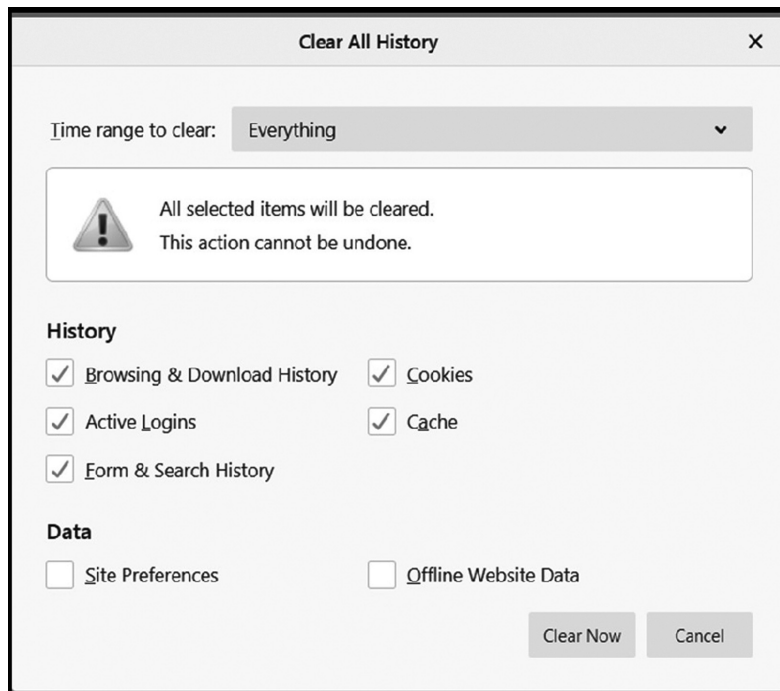 Clear All History
Time range to clear: Everything
All selected items will be cleared.
This action cannot be undone.
History
Browsing & Download History Cookies
Active Logins Cache
Form & Search History
Data
Site Preferences Offline Website Data
Clear Now Cancel